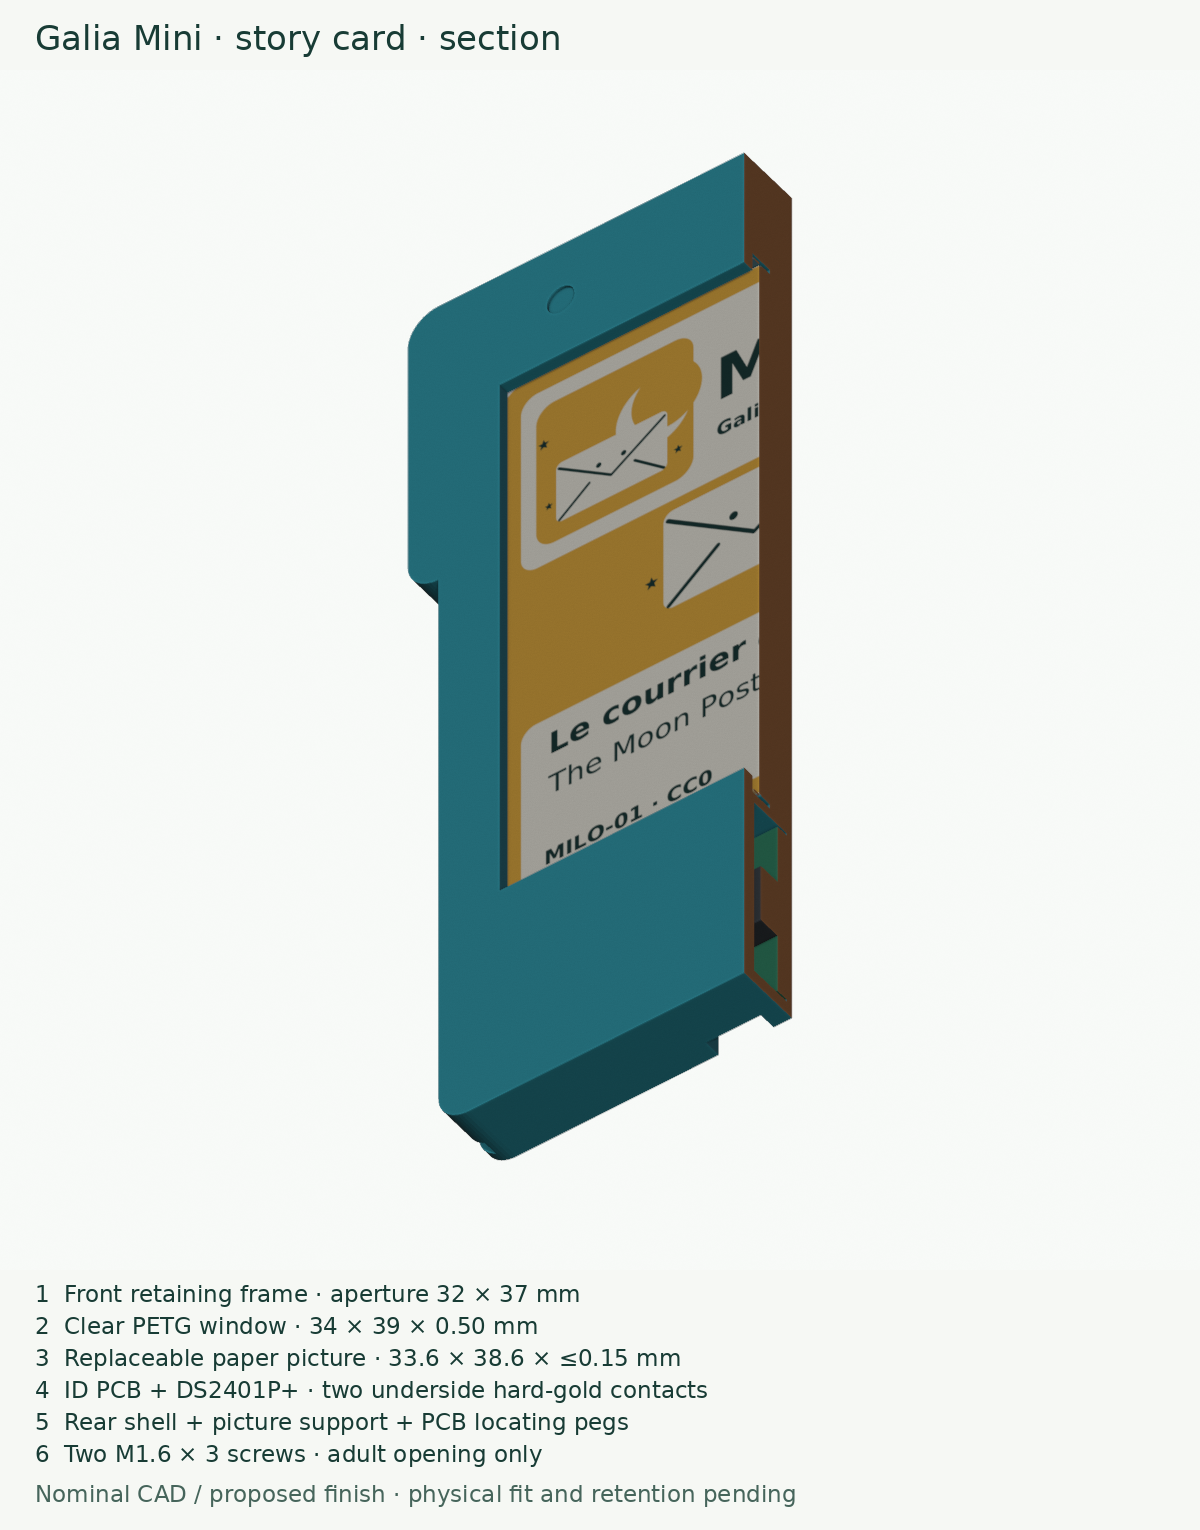 Galia Mini · story card · section
M
Gali
Le courrier
The Moon Post
MILO-01 · CC0
1 Front retaining frame · aperture 32 × 37 mm
2 Clear PETG window · 34 × 39 × 0.50 mm
3 Replaceable paper picture · 33.6 × 38.6 × ≤0.15 mm
4 ID PCB + DS2401P+ · two underside hard-gold contacts
5 Rear shell + picture support + PCB locating pegs
6 Two M1.6 × 3 screws · adult opening only
Nominal CAD / proposed finish · physical fit and retention pending